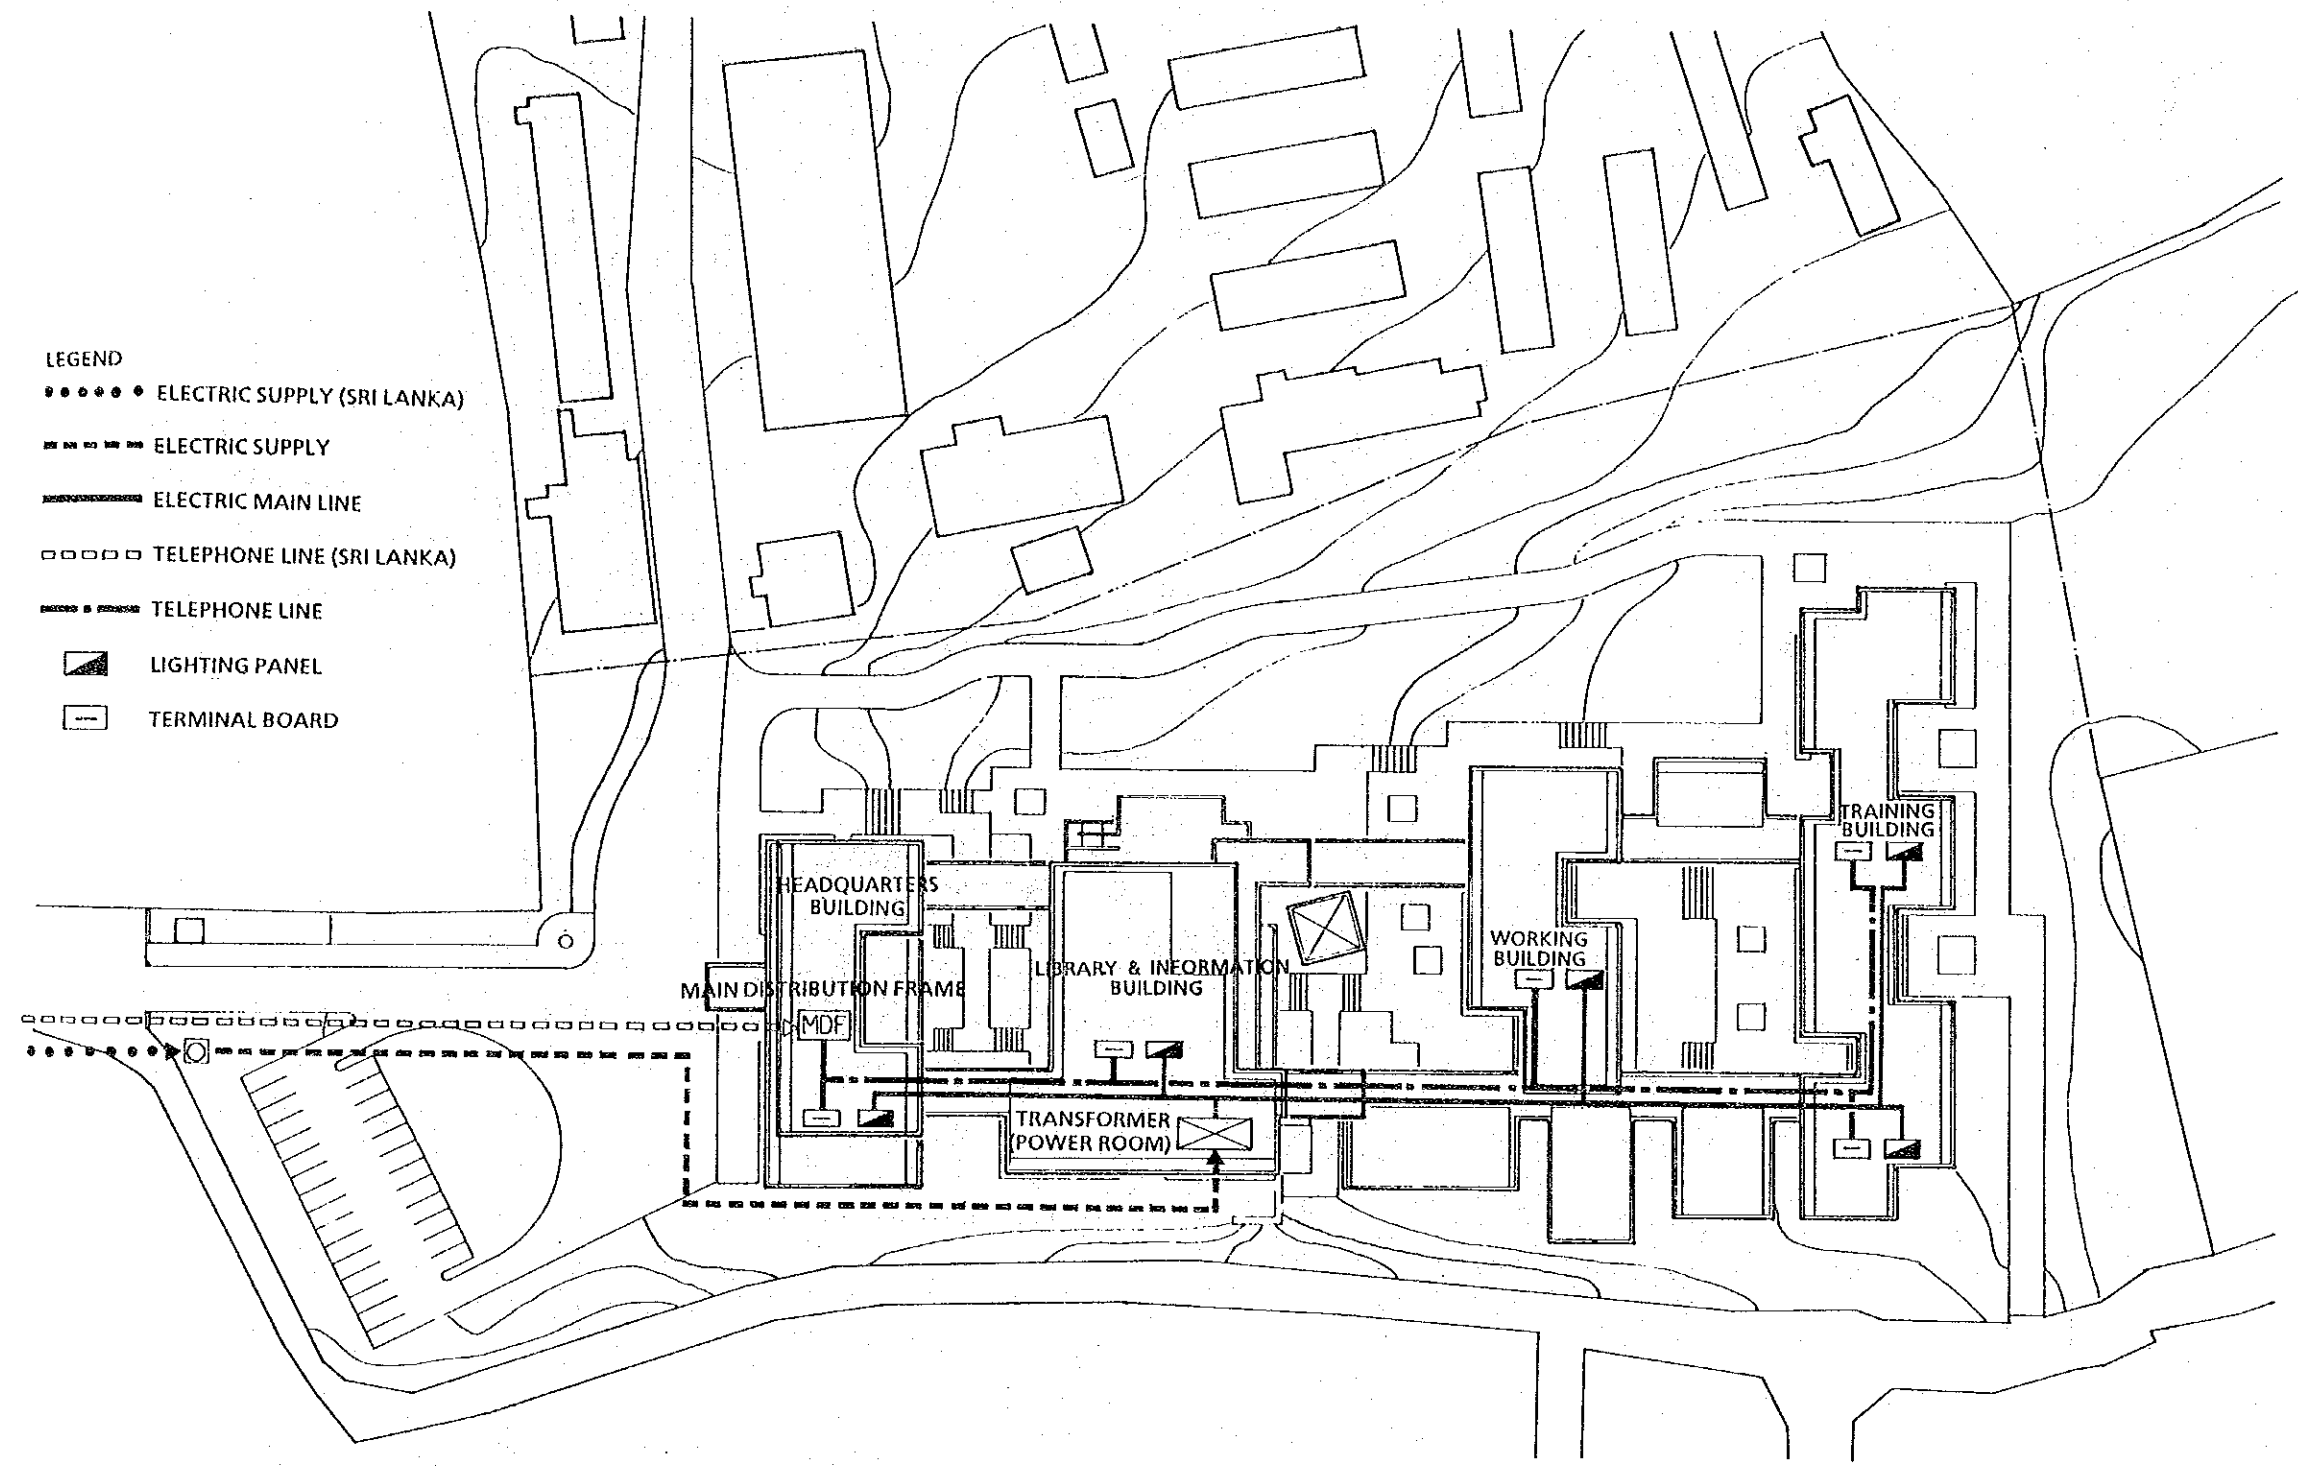 LEGEND
ELECTRIC SUPPLY (SRI LANKA)
ELECTRIC SUPPLY
ELECTRIC MAIN LINE
TELEPHONE LINE (SRI LANKA)
TELEPHONE LINE
LIGHTING PANEL
TERMINAL BOARD
TRAINING
BUILDING
HEADQUARTERS
BUILDING
WORKING
BUILDING
LIBRARY & INFORMATION
BUILDING
MAIN DISTRIBUTION FRAME
MDF
TRANSFORMER
(POWER ROOM)